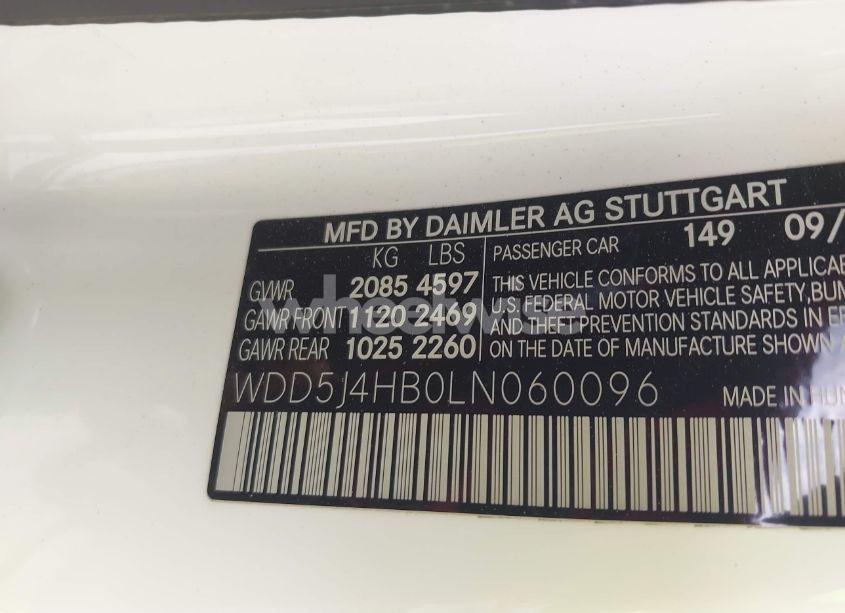 MFD BY DAIMLER AG STUTTGART
KG LBS
GVWR 2085 4597
GAWR FRONT 1120 2469
GAWR REAR 1025 2260
PASSENGER CAR 149 09/
THIS VEHICLE CONFORMS TO ALL APPLICAB
U.S. FEDERAL MOTOR VEHICLE SAFETY, BUM
AND THEFT PREVENTION STANDARDS IN EF
ON THE DATE OF MANUFACTURE SHOWN A
WDD5J4HB0LN060096
MADE IN HUN
wheelwise